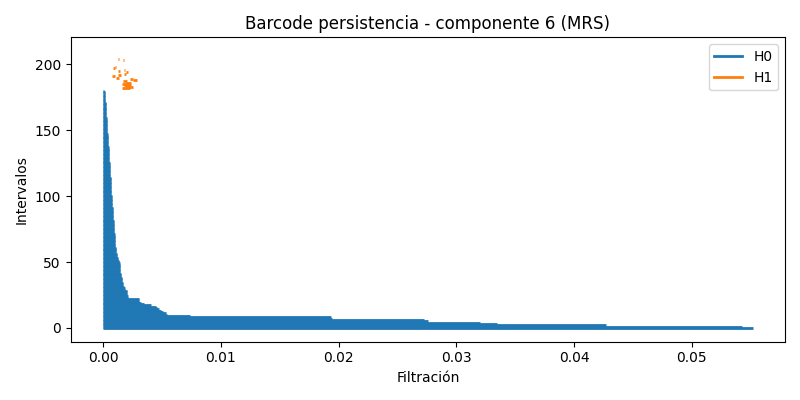 Barcode persistencia - componente 6 (MRS)
H0
H1
200
150
100
50
0
Intervalos
0.00 0.01 0.02 0.03 0.04 0.05
Filtración